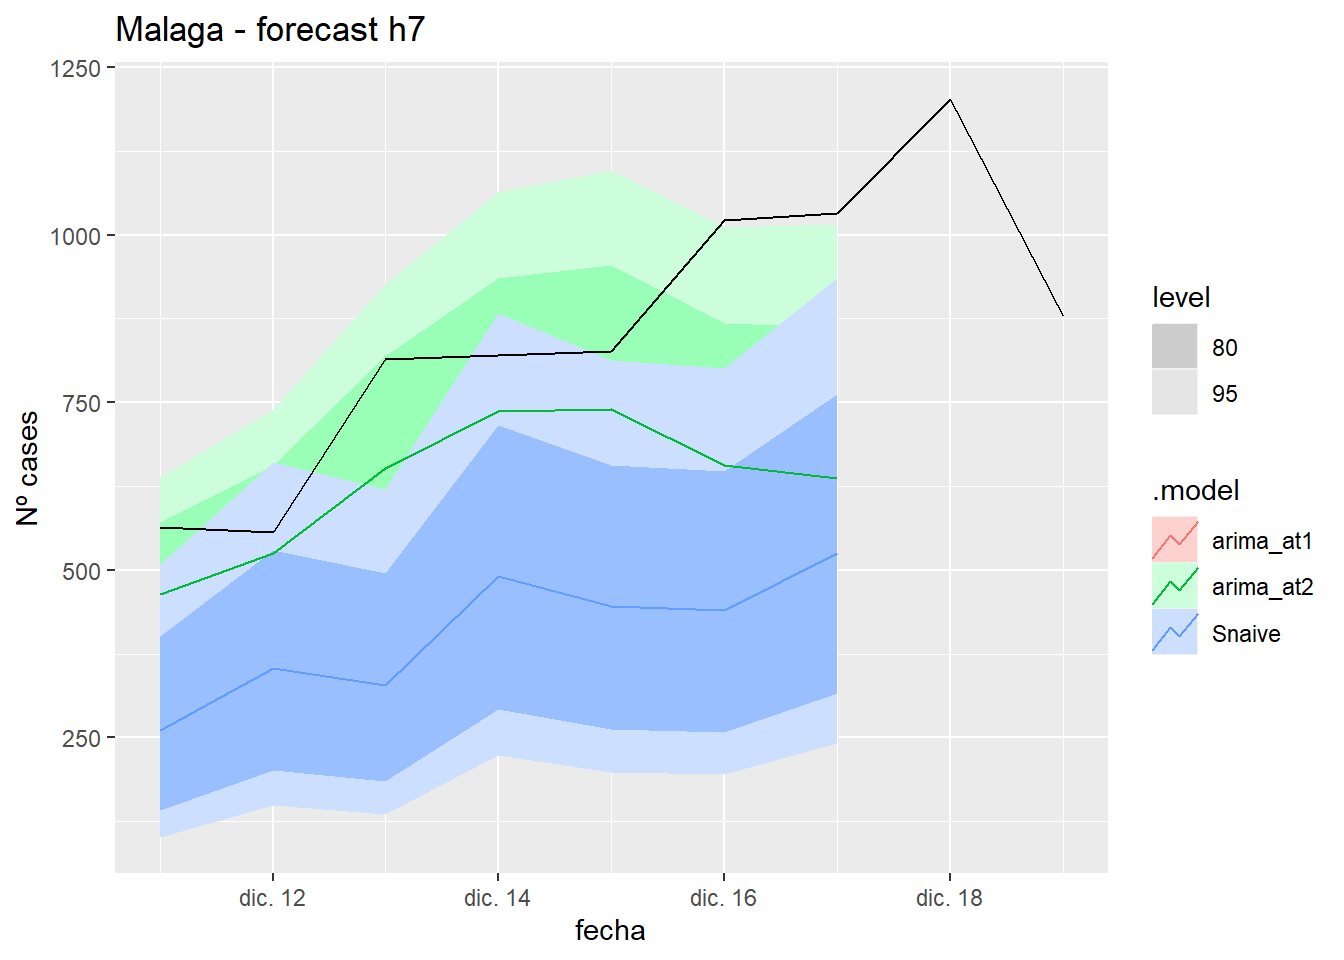 Malaga - forecast h7
1250
1000
750
500
250
Nº cases
dic. 12
dic. 14
dic. 16
dic. 18
fecha
level
80
95
.model
arima_at1
arima_at2
Snaive